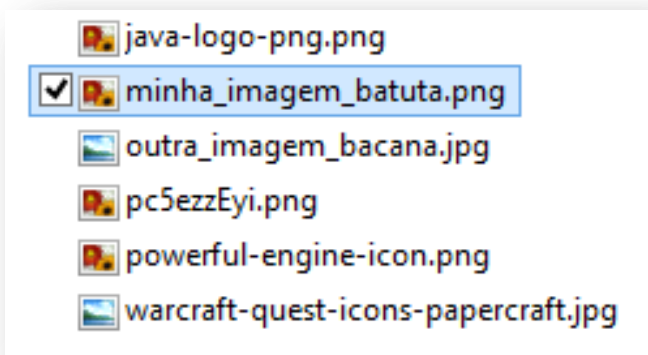 java-logo-png.png
minha_imagem_batuta.png
outra_imagem_bacana.jpg
pc5ezzEyi.png
powerful-engine-icon.png
warcraft-quest-icons-papercraft.jpg